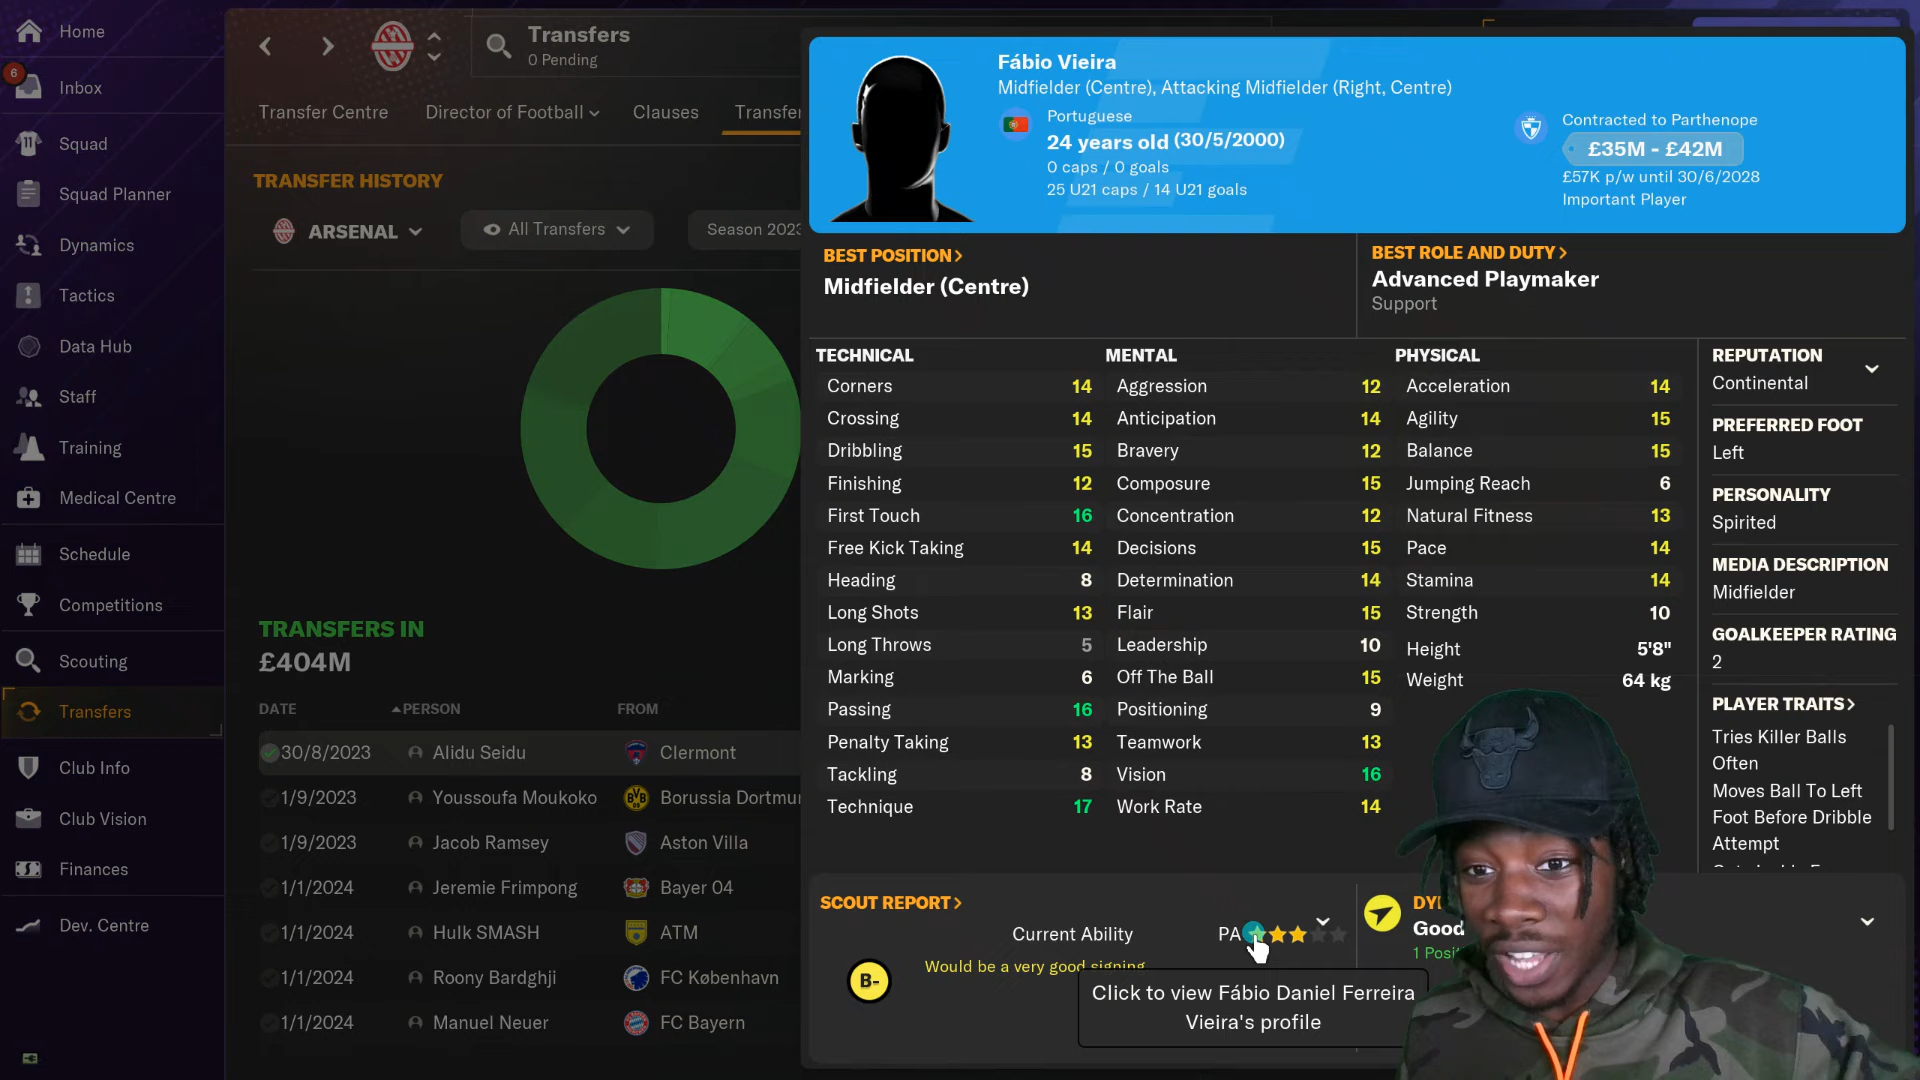 Home
6
Inbox
Squad
Squad Planner
Dynamics
Tactics
Data Hub
Staff
Training
Medical Centre
Schedule
Competitions
Scouting
Transfers
Club Info
Club Vision
Finances
Dev. Centre
Transfers
0 Pending
Transfer Centre
Director of Football
Clauses
Transfer
TRANSFER HISTORY
ARSENAL
All Transfers
Season 2023
TRANSFERS IN
£404M
DATE PERSON FROM
30/8/2023 Alidu Seidu Clermont
1/9/2023 Youssoufa Moukoko Borussia Dortmun
1/9/2023 Jacob Ramsey Aston Villa
1/1/2024 Jeremie Frimpong Bayer 04
1/1/2024 Hulk SMASH ATM
1/1/2024 Roony Bardghji FC København
1/1/2024 Manuel Neuer FC Bayern
Fábio Vieira
Midfielder (Centre), Attacking Midfielder (Right, Centre)
Portuguese
24 years old (30/5/2000)
0 caps / 0 goals
25 U21 caps / 14 U21 goals
Contracted to Parthenope
£35M - £42M
£57K p/w until 30/6/2028
Important Player
BEST POSITION
Midfielder (Centre)
BEST ROLE AND DUTY
Advanced Playmaker
Support
TECHNICAL
Corners 14
Crossing 14
Dribbling 15
Finishing 12
First Touch 16
Free Kick Taking 14
Heading 8
Long Shots 13
Long Throws 5
Marking 6
Passing 16
Penalty Taking 13
Tackling 8
Technique 17
MENTAL
Aggression 12
Anticipation 14
Bravery 12
Composure 15
Concentration 12
Decisions 15
Determination 14
Flair 15
Leadership 10
Off The Ball 15
Positioning 9
Teamwork 13
Vision 16
Work Rate 14
PHYSICAL
Acceleration 14
Agility 15
Balance 15
Jumping Reach 6
Natural Fitness 13
Pace 14
Stamina 14
Strength 10
Height 5'8"
Weight 64 kg
REPUTATION
Continental
PREFERRED FOOT
Left
PERSONALITY
Spirited
MEDIA DESCRIPTION
Midfielder
GOALKEEPER RATING
2
PLAYER TRAITS
Tries Killer Balls
Often
Moves Ball To Left
Foot Before Dribble
Attempt
SCOUT REPORT
Current Ability PA
B-
Would be a very good signing
Click to view Fábio Daniel Ferreira
Vieira's profile
Good